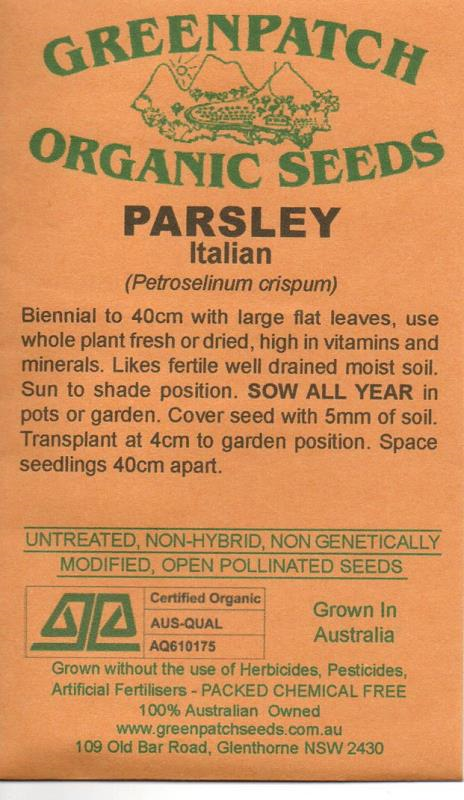 GREENPATCH
ORGANIC SEEDS
PARSLEY
Italian
(Petroselinum crispum)
Biennial to 40cm with large flat leaves, use
whole plant fresh or dried, high in vitamins and
minerals. Likes fertile well drained moist soil.
Sun to shade position. SOW ALL YEAR in
pots or garden. Cover seed with 5mm of soil.
Transplant at 4cm to garden position. Space
seedlings 40cm apart.
UNTREATED, NON-HYBRID, NON GENETICALLY
MODIFIED, OPEN POLLINATED SEEDS
Certified Organic
AUS-QUAL
AQ610175
Grown In
Australia
Grown without the use of Herbicides, Pesticides,
Artificial Fertilisers - PACKED CHEMICAL FREE
100% Australian Owned
www.greenpatchseeds.com.au
109 Old Bar Road, Glenthorne NSW 2430